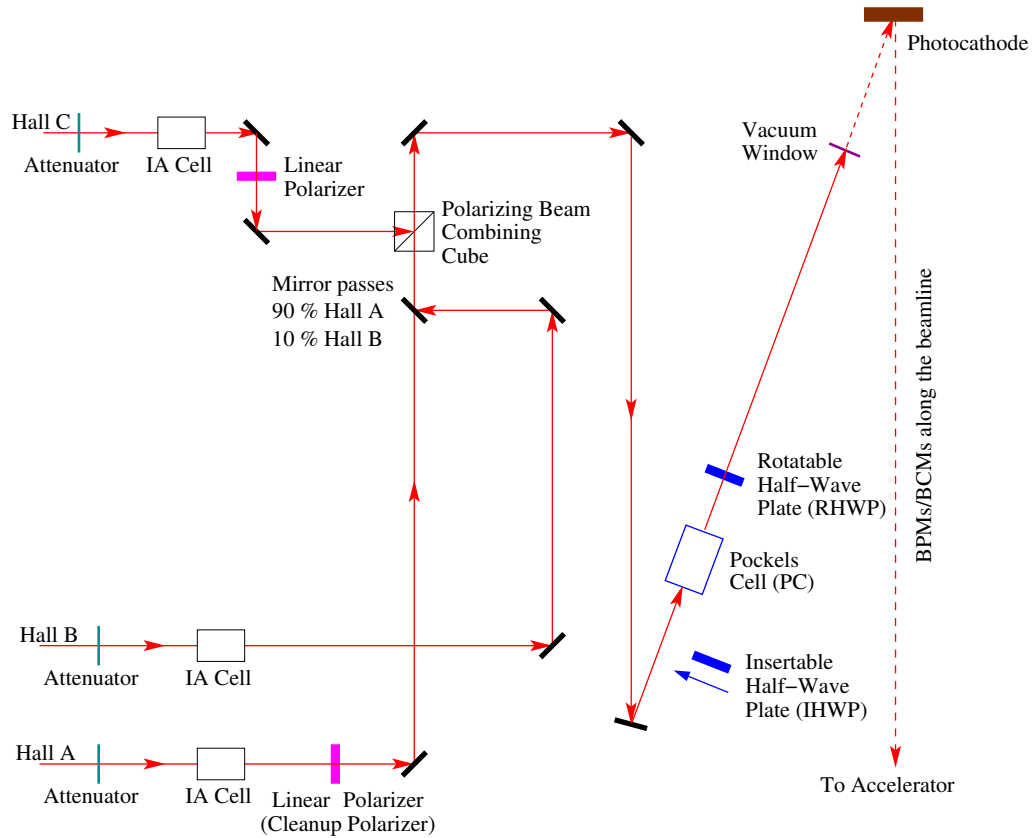 Photocathode
Hall C
Attenuator
IA Cell
Linear
Polarizer
Vacuum
Window
Polarizing Beam
Combining
Cube
Mirror passes
90 % Hall A
10 % Hall B
BPMs/BCMs along the beamline
Rotatable
Half−Wave
Plate (RHWP)
Pockels
Cell (PC)
Hall B
Attenuator
IA Cell
Insertable
Half−Wave
Plate (IHWP)
Hall A
Attenuator
IA Cell
Linear Polarizer
(Cleanup Polarizer)
To Accelerator